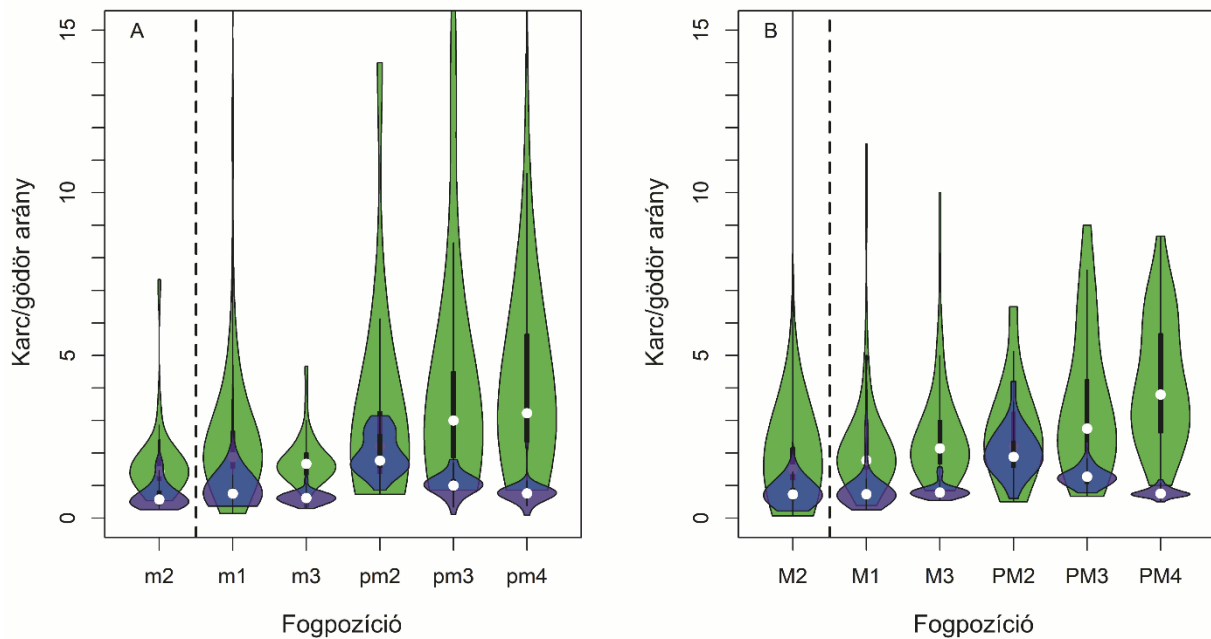 A
Karc/gödör arány
15
10
5
0
m2 m1 m3 pm2 pm3 pm4
Fogpozíció
B
Karc/gödör arány
15
10
5
0
M2 M1 M3 PM2 PM3 PM4
Fogpozíció